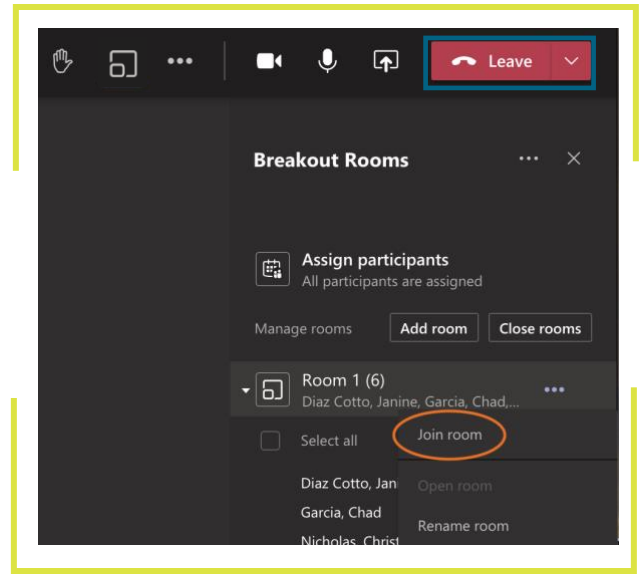 Leave
Breakout Rooms
Assign participants
All participants are assigned
Manage rooms Add room Close rooms
Room 1 (6)
Diaz Cotto, Janine, Garcia, Chad,...
Select all
Join room
Diaz Cotto, Jani
Open room
Garcia, Chad
Rename room
Nicholas, Christ